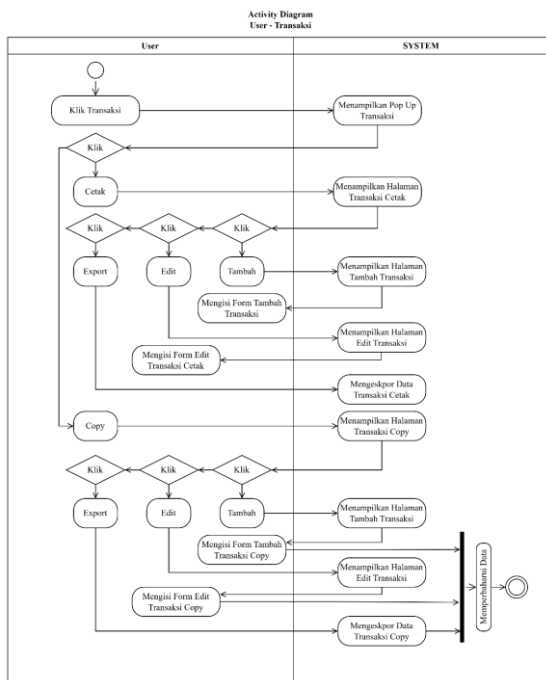 Activity Diagram
User - Transaksi
User
SYSTEM
Klik Transaksi
Menampilkan Pop Up
Transaksi
Klik
Cetak
Menampilkan Halaman
Transaksi Cetak
Klik
Klik
Klik
Export
Edit
Tambah
Menampilkan Halaman
Tambah Transaksi
Mengisi Form Tambah
Transaksi
Menampilkan Halaman
Edit Transaksi
Mengisi Form Edit
Transaksi Cetak
Mengeskpor Data
Transaksi Cetak
Copy
Menampilkan Halaman
Transaksi Copy
Klik
Klik
Klik
Export
Edit
Tambah
Menampilkan Halaman
Tambah Transaksi
Mengisi Form Tambah
Transaksi Copy
Menampilkan Halaman
Edit Transaksi
Mengisi Form Edit
Transaksi Copy
Mengeskpor Data
Transaksi Copy
Memperbaharui Data